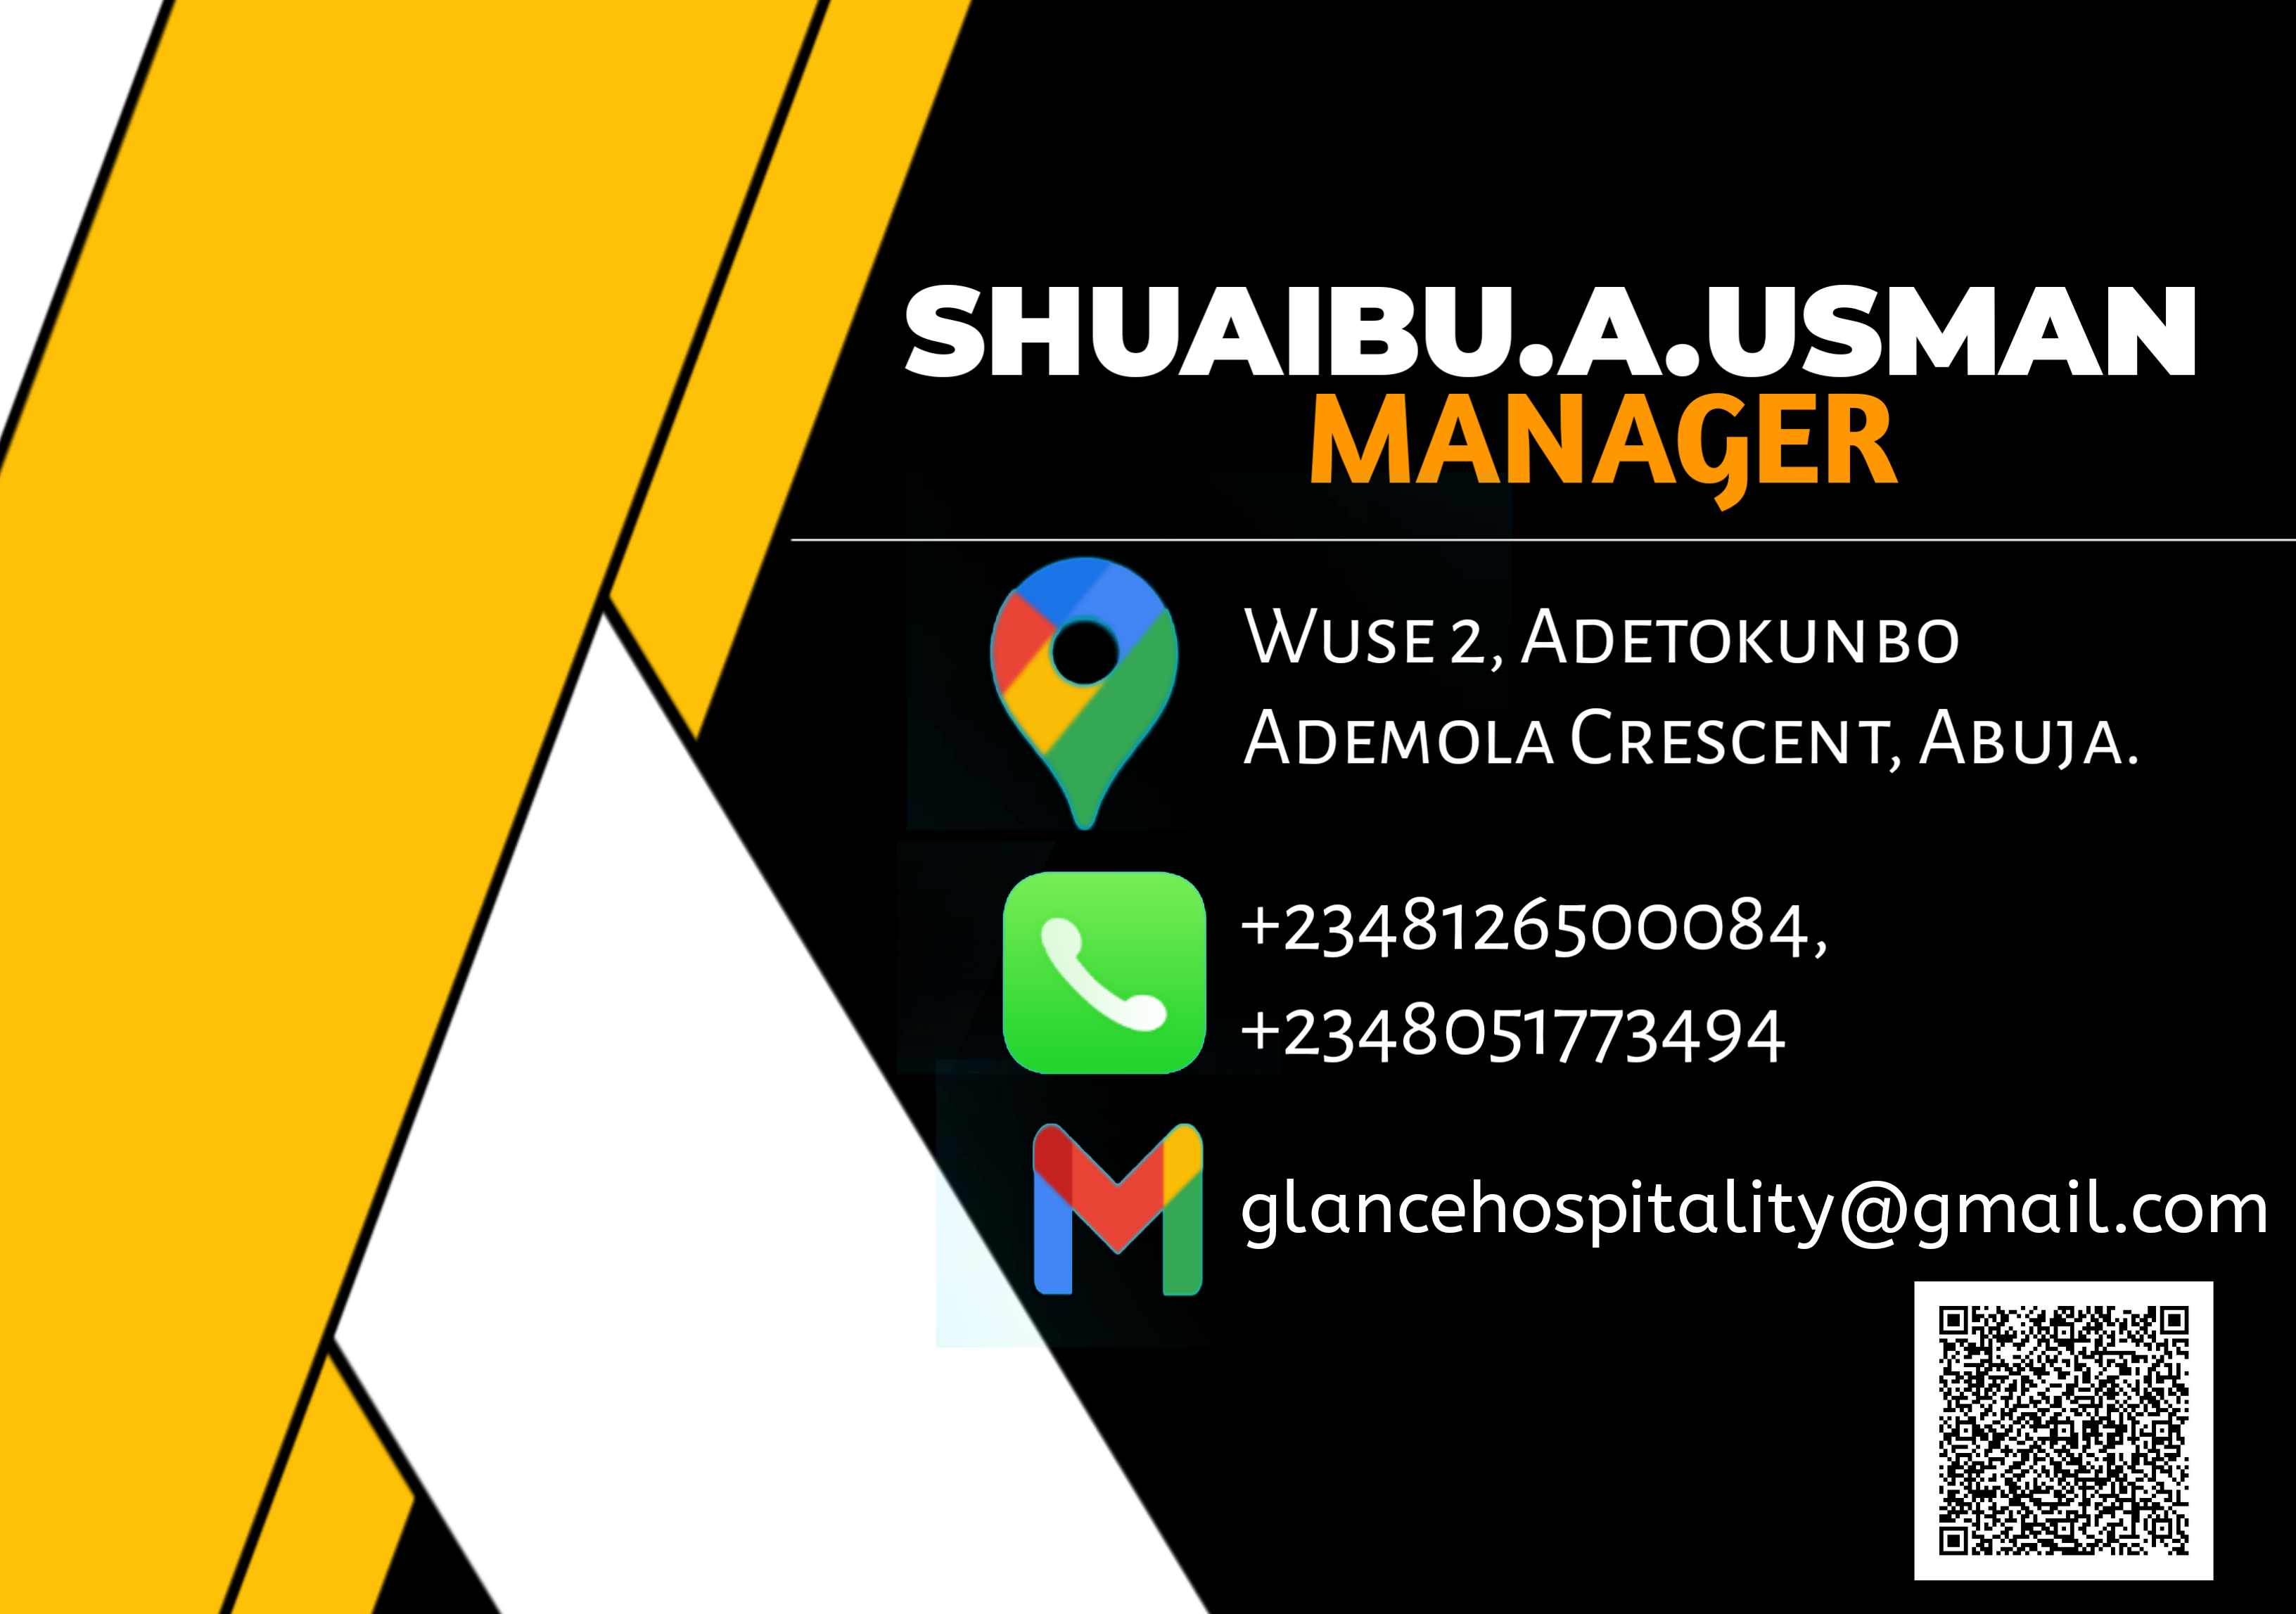 SHUAIBU.A.USMAN
MANAGER
Wuse 2, Adetokunbo
Ademola Crescent, Abuja.
+2348126500084,
+2348051773494
glancehospitality@gmail.com